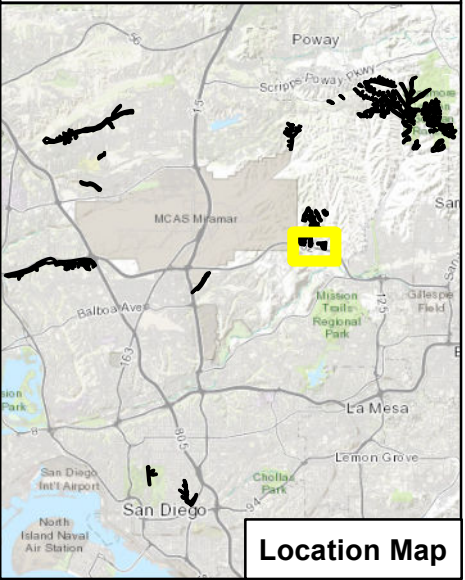 56
Poway
Scripps Poway pkwy
15
MCAS Miramar
Balboa Ave
Mission
Trails
Regional
Park
125
Gillespie
Field
163
Park
8
La Mesa
805
Lemon Grove
San Diego
Int'l Airport
Chollas
Park
94
San Diego
North
Island Naval
Air Station
Location Map